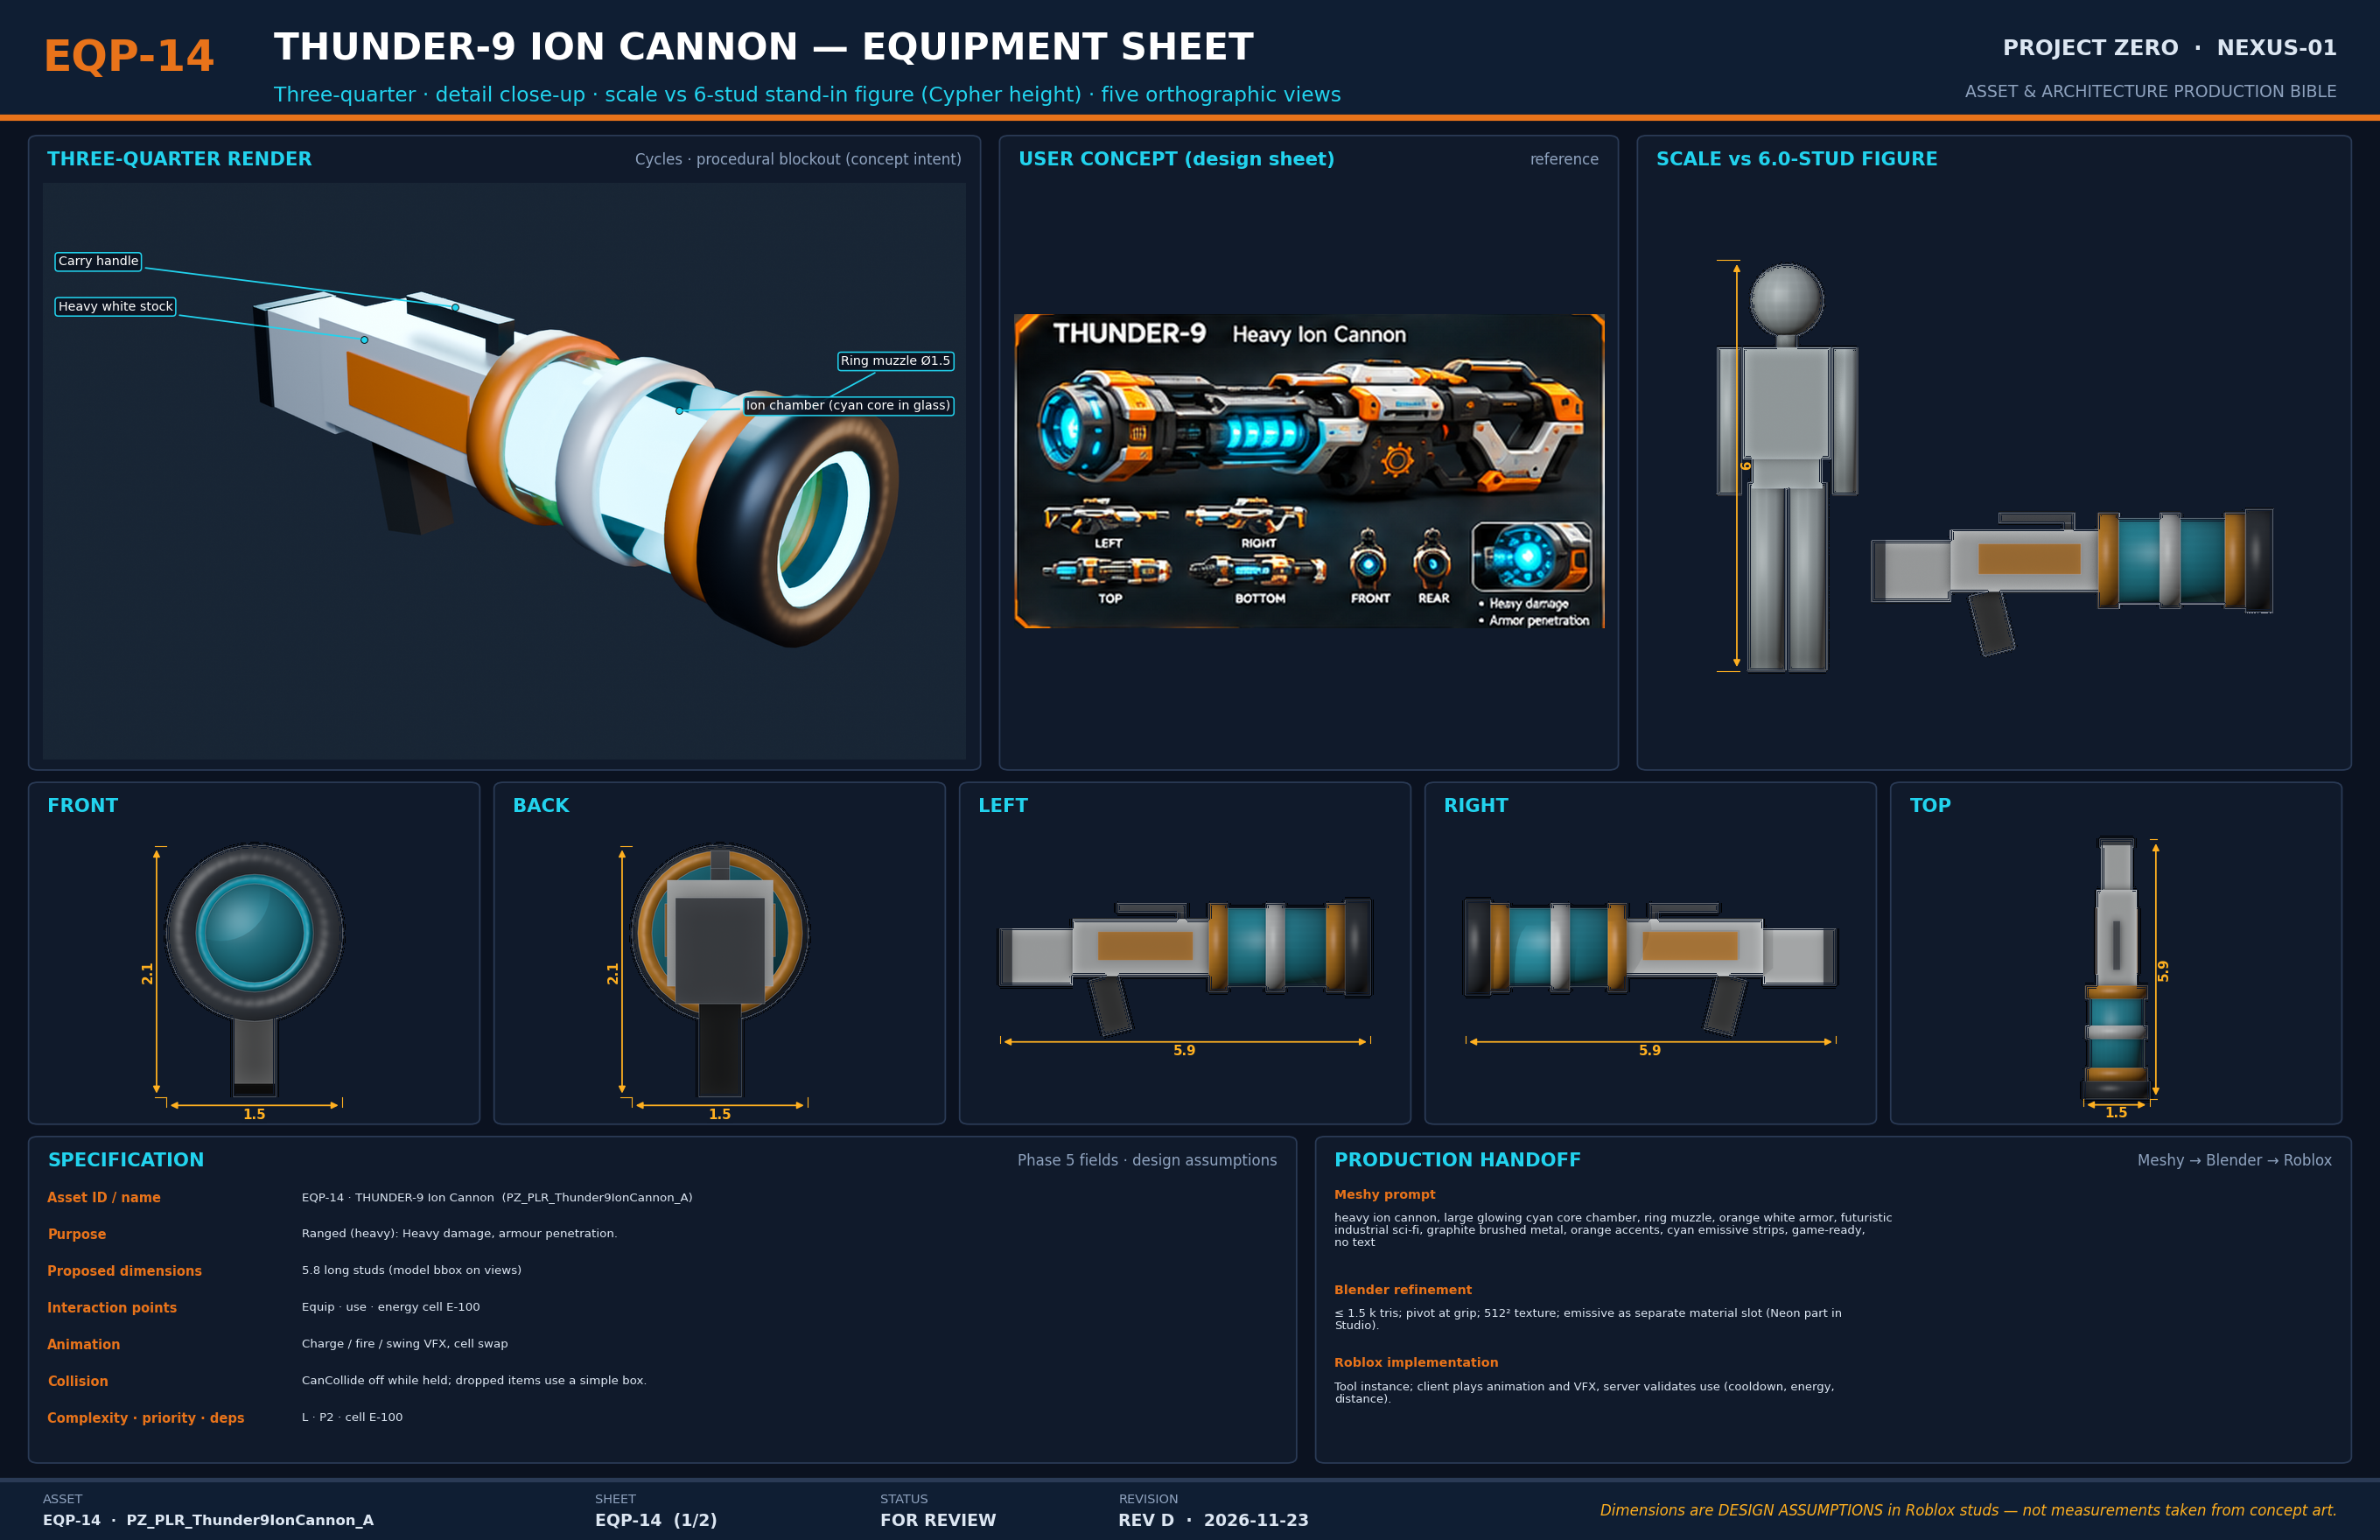 EQP-14
THUNDER-9 ION CANNON — EQUIPMENT SHEET
Three-quarter · detail close-up · scale vs 6-stud stand-in figure (Cypher height) · five orthographic views
PROJECT ZERO · NEXUS-01
ASSET & ARCHITECTURE PRODUCTION BIBLE
THREE-QUARTER RENDER
Cycles · procedural blockout (concept intent)
Carry handle
Heavy white stock
Ring muzzle Ø1.5
Ion chamber (cyan core in glass)
USER CONCEPT (design sheet)
reference
THUNDER-9 Heavy Ion Cannon
LEFT
RIGHT
TOP
BOTTOM
FRONT
REAR
• Heavy damage
• Armor penetration
SCALE vs 6.0-STUD FIGURE
6
FRONT
2.1
1.5
BACK
2.1
1.5
LEFT
5.9
RIGHT
5.9
TOP
5.9
1.5
SPECIFICATION
Phase 5 fields · design assumptions
Asset ID / name
EQP-14 · THUNDER-9 Ion Cannon (PZ_PLR_Thunder9IonCannon_A)
Purpose
Ranged (heavy): Heavy damage, armour penetration.
Proposed dimensions
5.8 long studs (model bbox on views)
Interaction points
Equip · use · energy cell E-100
Animation
Charge / fire / swing VFX, cell swap
Collision
CanCollide off while held; dropped items use a simple box.
Complexity · priority · deps
L · P2 · cell E-100
PRODUCTION HANDOFF
Meshy → Blender → Roblox
Meshy prompt
heavy ion cannon, large glowing cyan core chamber, ring muzzle, orange white armor, futuristic
industrial sci-fi, graphite brushed metal, orange accents, cyan emissive strips, game-ready,
no text
Blender refinement
≤ 1.5 k tris; pivot at grip; 512² texture; emissive as separate material slot (Neon part in
Studio).
Roblox implementation
Tool instance; client plays animation and VFX, server validates use (cooldown, energy,
distance).
ASSET
EQP-14 · PZ_PLR_Thunder9IonCannon_A
SHEET
EQP-14 (1/2)
STATUS
FOR REVIEW
REVISION
REV D · 2026-11-23
Dimensions are DESIGN ASSUMPTIONS in Roblox studs — not measurements taken from concept art.